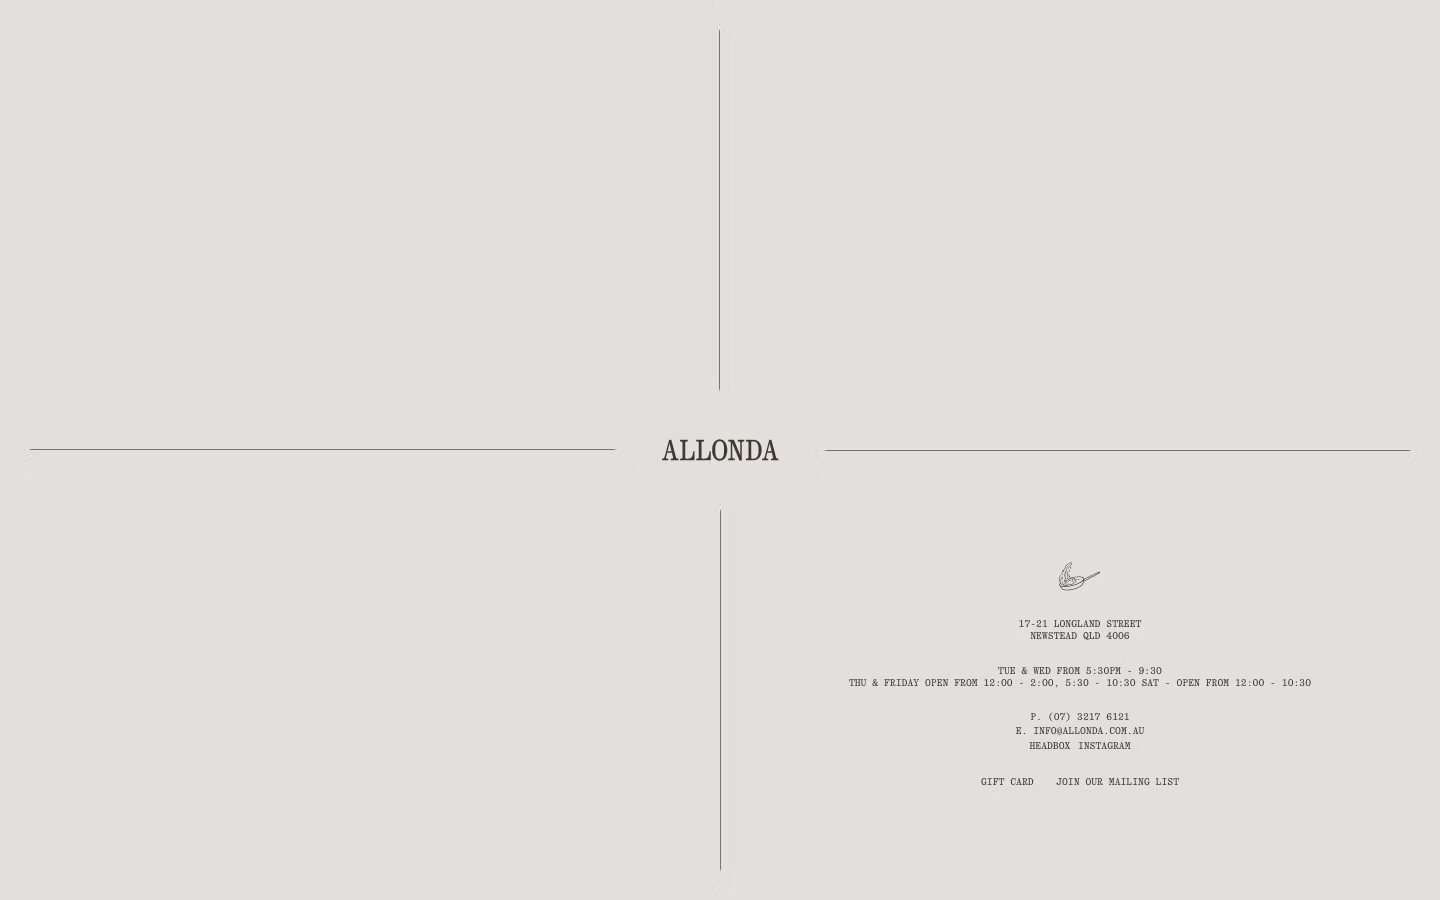 ALLONDA
17-21 LONGLAND STREET
NEWSTEAD QLD 4006
TUE & WED FROM 5:30PM - 9:30
THU & FRIDAY OPEN FROM 12:00 - 2:00, 5:30 - 10:30 SAT - OPEN FROM 12:00 - 10:30
P. (07) 3217 6121
E. INFO@ALLONDA.COM.AU
HEADBOX INSTAGRAM
GIFT CARD JOIN OUR MAILING LIST